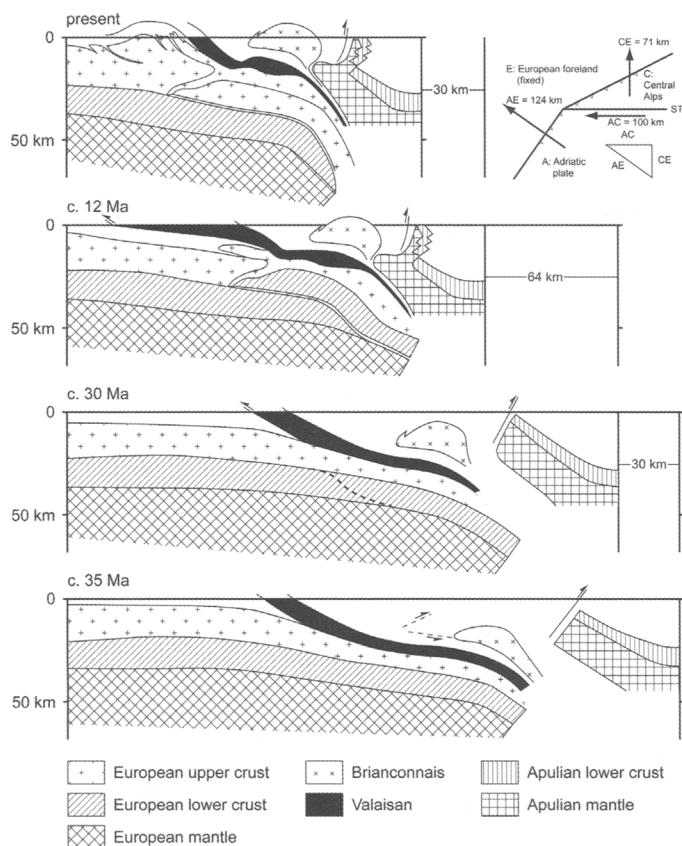 present
0
50 km
30 km
CE = 71 km
E: European foreland
(fixed)
C:
Central
Alps
AE = 124 km
ST
AC = 100 km
AC
A: Adriatic
plate
AE
CE
c. 12 Ma
0
50 km
64 km
c. 30 Ma
0
50 km
30 km
c. 35 Ma
0
50 km
European upper crust
Brianconnais
Apulian lower crust
European lower crust
Valaisan
Apulian mantle
European mantle